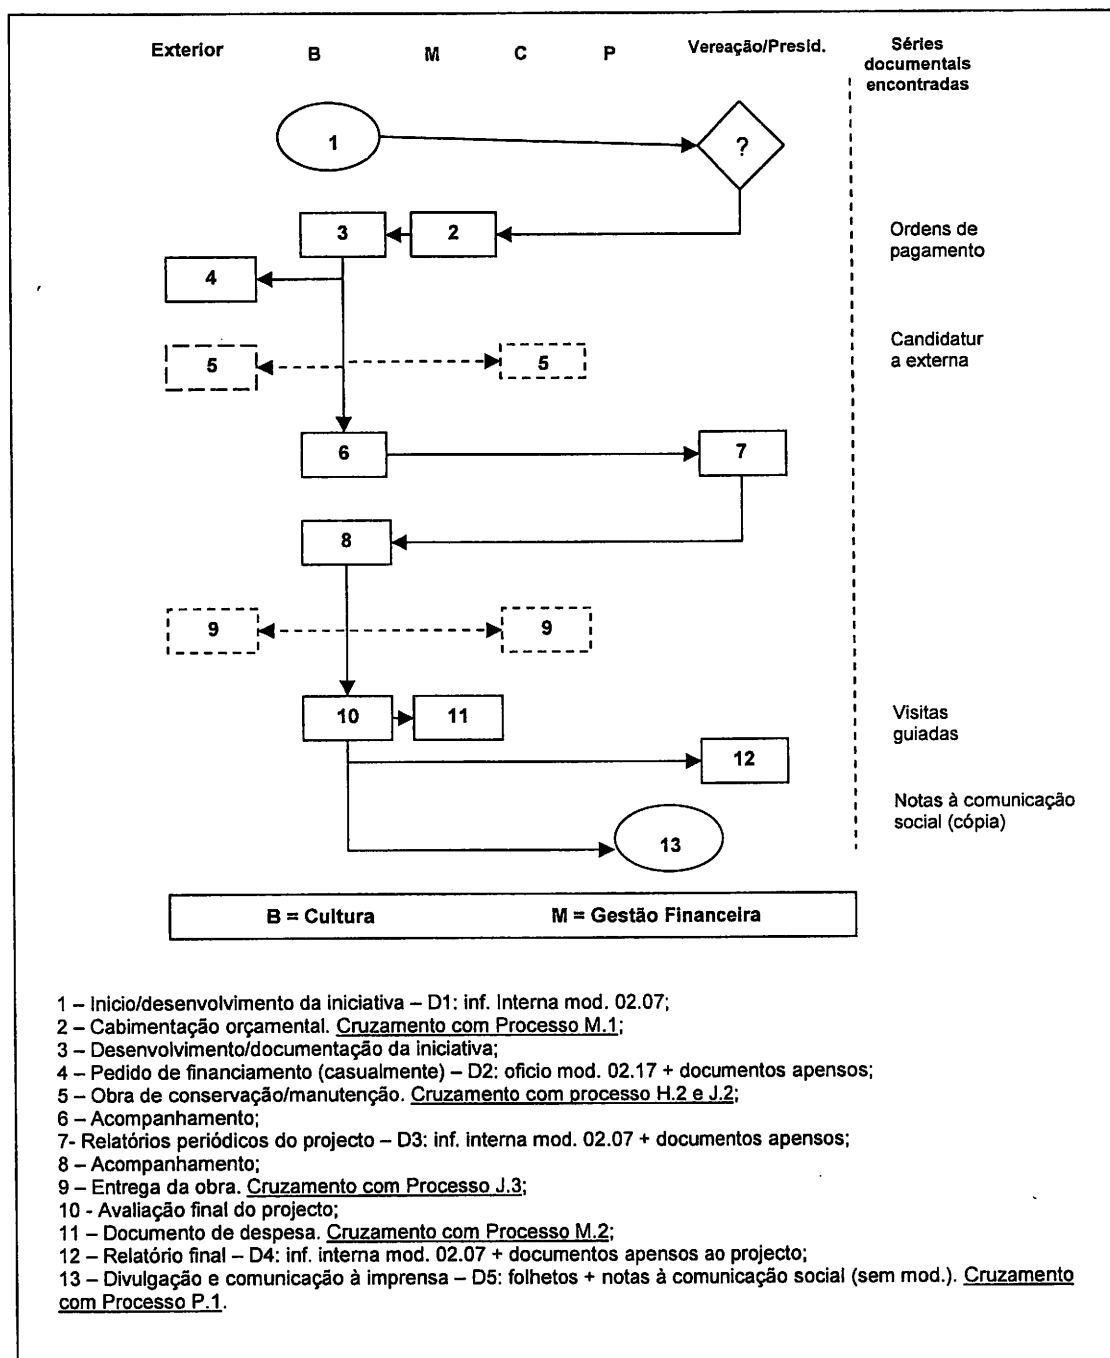 Exterior B M C P Vereação/Presid. Séries
documentais
encontradas
1 ?
3 2 Ordens de
pagamento
4
Candidatur
a externa
5 5
6 7
8
9 9
10 11 Visitas
guiadas
12
Notas à comunicação
social (cópia)
13
B = Cultura M = Gestão Financeira
1 – Inicio/desenvolvimento da iniciativa – D1: inf. Interna mod. 02.07;
2 – Cabimentação orçamental. Cruzamento com Processo M.1;
3 – Desenvolvimento/documentação da iniciativa;
4 – Pedido de financiamento (casualmente) – D2: oficio mod. 02.17 + documentos apensos;
5 – Obra de conservação/manutenção. Cruzamento com processo H.2 e J.2;
6 – Acompanhamento;
7- Relatórios periódicos do projecto – D3: inf. interna mod. 02.07 + documentos apensos;
8 – Acompanhamento;
9 – Entrega da obra. Cruzamento com Processo J.3;
10 - Avaliação final do projecto;
11 – Documento de despesa. Cruzamento com Processo M.2;
12 – Relatório final – D4: inf. interna mod. 02.07 + documentos apensos ao projecto;
13 – Divulgação e comunicação à imprensa – D5: folhetos + notas à comunicação social (sem mod.). Cruzamento
com Processo P.1.